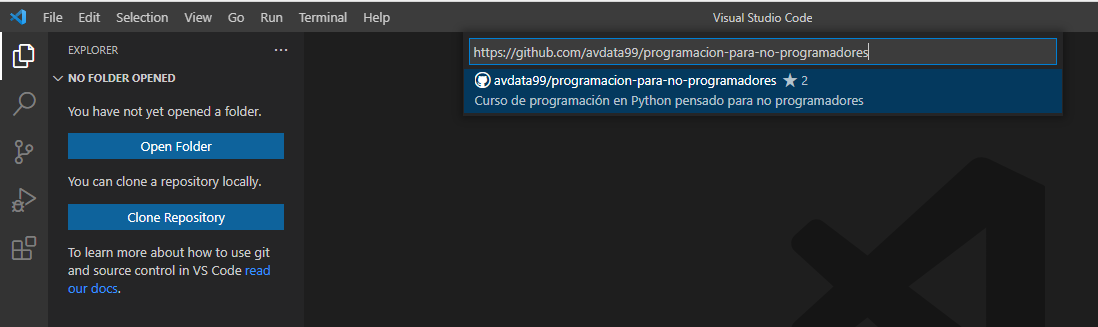 File Edit Selection View Go Run Terminal Help Visual Studio Code
EXPLORER ...
NO FOLDER OPENED
You have not yet opened a folder.
Open Folder
You can clone a repository locally.
Clone Repository
To learn more about how to use git
and source control in VS Code read
our docs.
https://github.com/avdata99/programacion-para-no-programadores
avdata99/programacion-para-no-programadores ★ 2
Curso de programación en Python pensado para no programadores